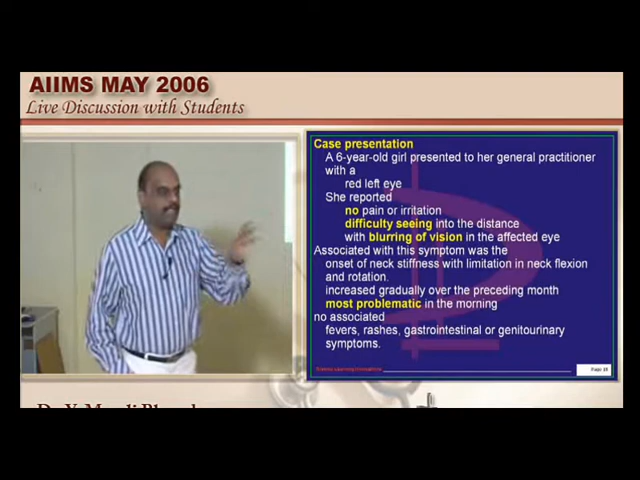 AIIMS MAY 2006
Live Discussion with Students
Case presentation
A 6-year-old girl presented to her general practitioner
with a
red left eye
She reported
no pain or irritation
difficulty seeing into the distance
with blurring of vision in the affected eye
Associated with this symptom was the
onset of neck stiffness with limitation in neck flexion
and rotation.
increased gradually over the preceding month
most problematic in the morning
no associated
fevers, rashes, gastrointestinal or genitourinary
symptoms.